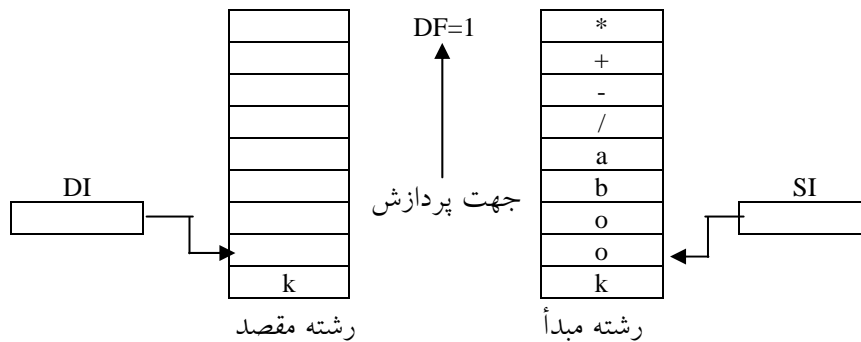 DF=1
*
+
-
/
a
b
o
o
k
DI
SI
جهت پردازش
k
رشته مقصد
رشته مبدأ